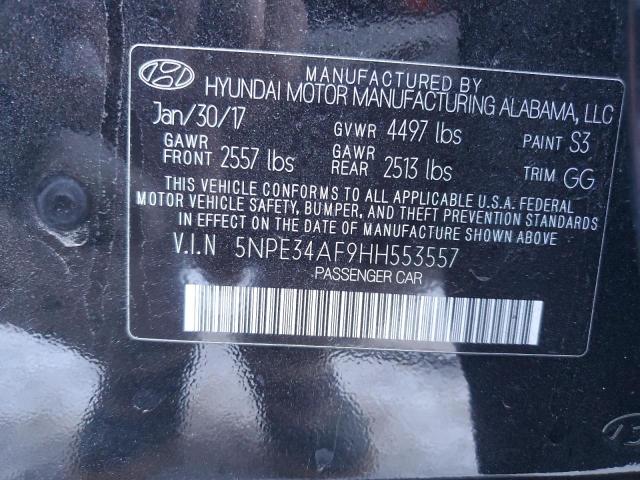 MANUFACTURED BY
HYUNDAI MOTOR MANUFACTURING ALABAMA, LLC
Jan/30/17 GVWR 4497 lbs PAINT S3
GAWR FRONT 2557 lbs GAWR REAR 2513 lbs TRIM GG
THIS VEHICLE CONFORMS TO ALL APPLICABLE U.S.A. FEDERAL
MOTOR VEHICLE SAFETY, BUMPER, AND THEFT PREVENTION STANDARDS
IN EFFECT ON THE DATE OF MANUFACTURE SHOWN ABOVE
V.I.N 5NPE34AF9HH553557
PASSENGER CAR